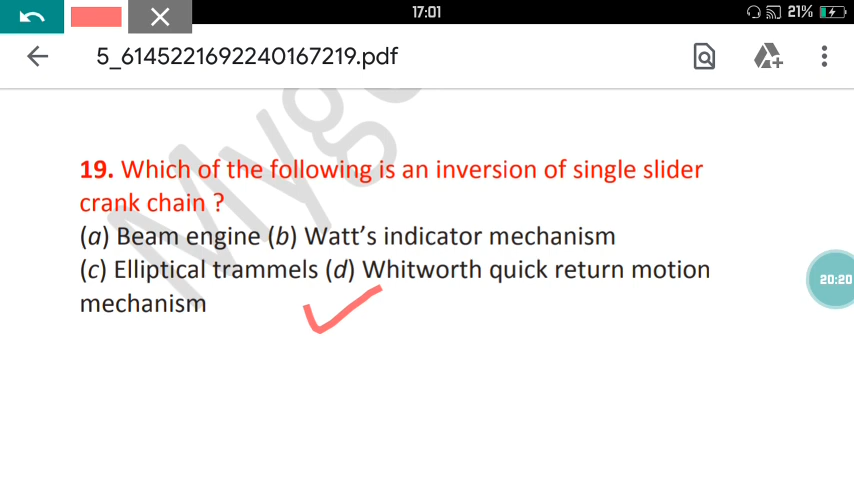 17:01
21%
5_6145221692240167219.pdf
Myg
19. Which of the following is an inversion of single slider
crank chain ?
(a) Beam engine (b) Watt’s indicator mechanism
(c) Elliptical trammels (d) Whitworth quick return motion
mechanism
20:20